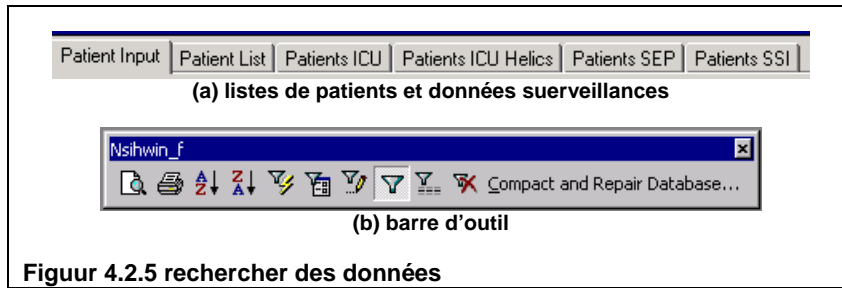 Patient Input Patient List Patients ICU Patients ICU Helics Patients SEP Patients SSI
(a) listes de patients et données suerveillances
Nsihwin_f
Compact and Repair Database...
(b) barre d'outil
Figuur 4.2.5 rechercher des données